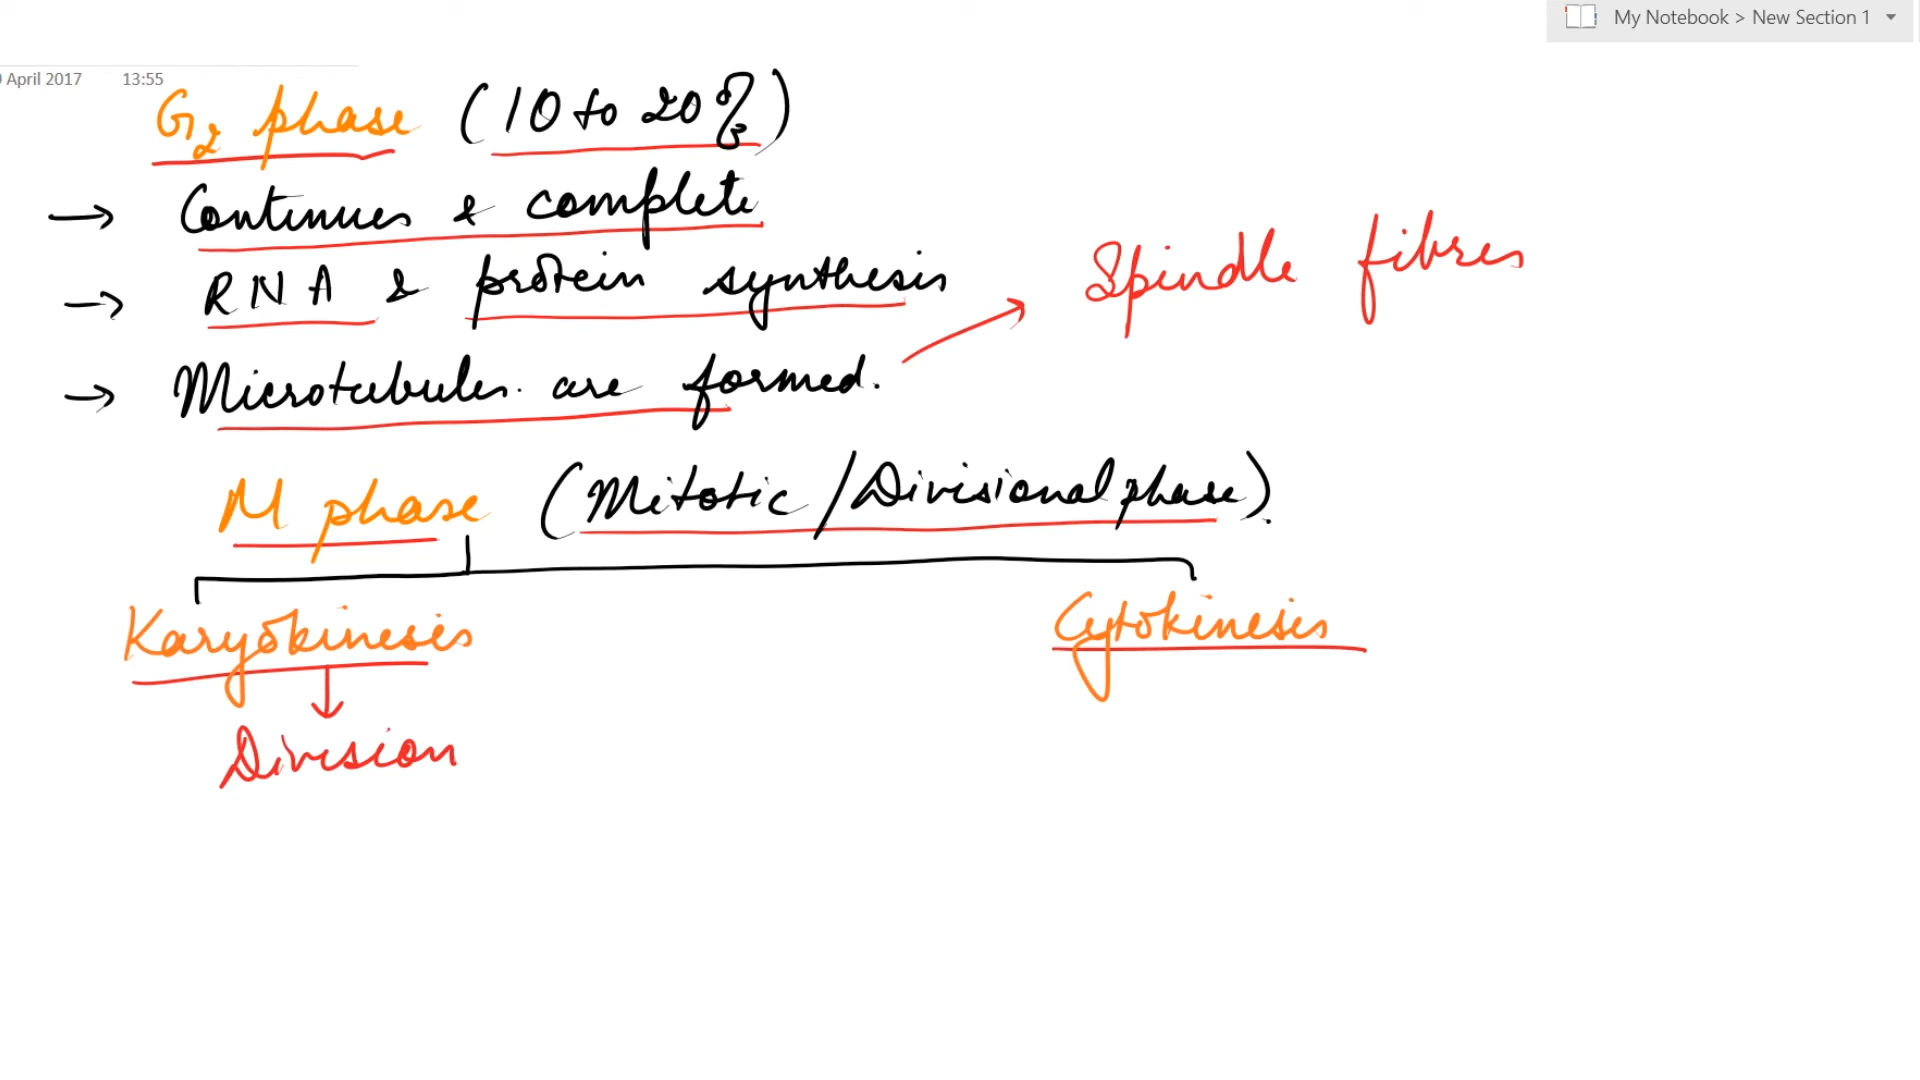 My Notebook > New Section 1
April 2017 13:55
G2 phase (10 to 20%)
→ Continues & complete
→ RNA & protein synthesis
Spindle fibres
→ Microtubules are formed.
M phase (Mitotic / Divisional phase).
Karyokinesis
Cytokinesis
Division